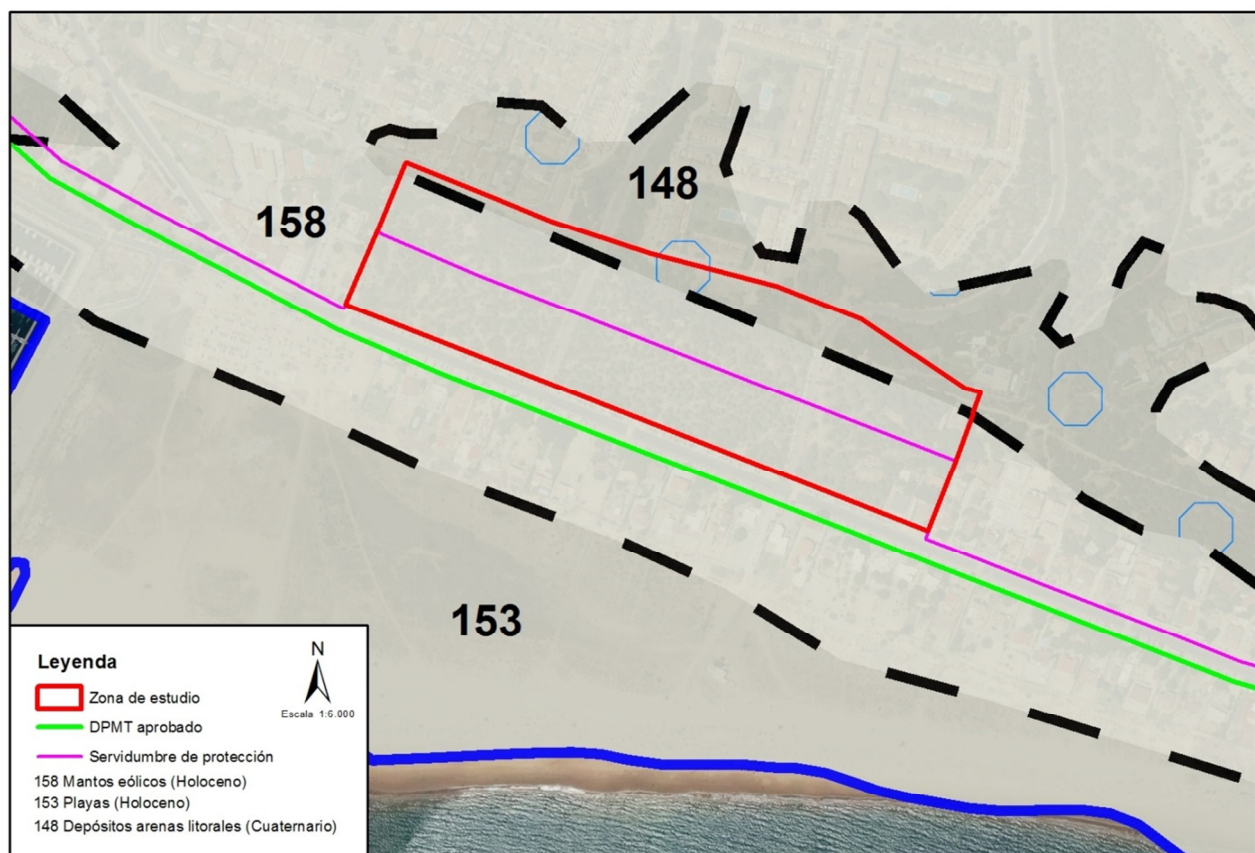 148
158
153
Leyenda
N
Zona de estudio
Escala 1:6.000
DPMT aprobado
Servidumbre de protección
158 Mantos eólicos (Holoceno)
153 Playas (Holoceno)
148 Depósitos arenas litorales (Cuaternario)